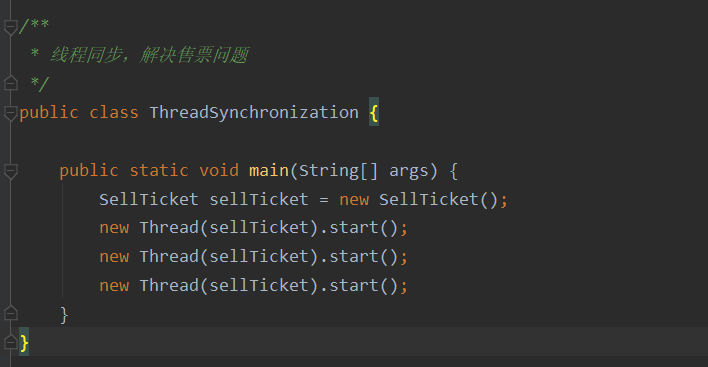 /**
 * 线程同步，解决售票问题
 */
public class ThreadSynchronization {
    public static void main(String[] args) {
        SellTicket sellTicket = new SellTicket();
        new Thread(sellTicket).start();
        new Thread(sellTicket).start();
        new Thread(sellTicket).start();
    }
}